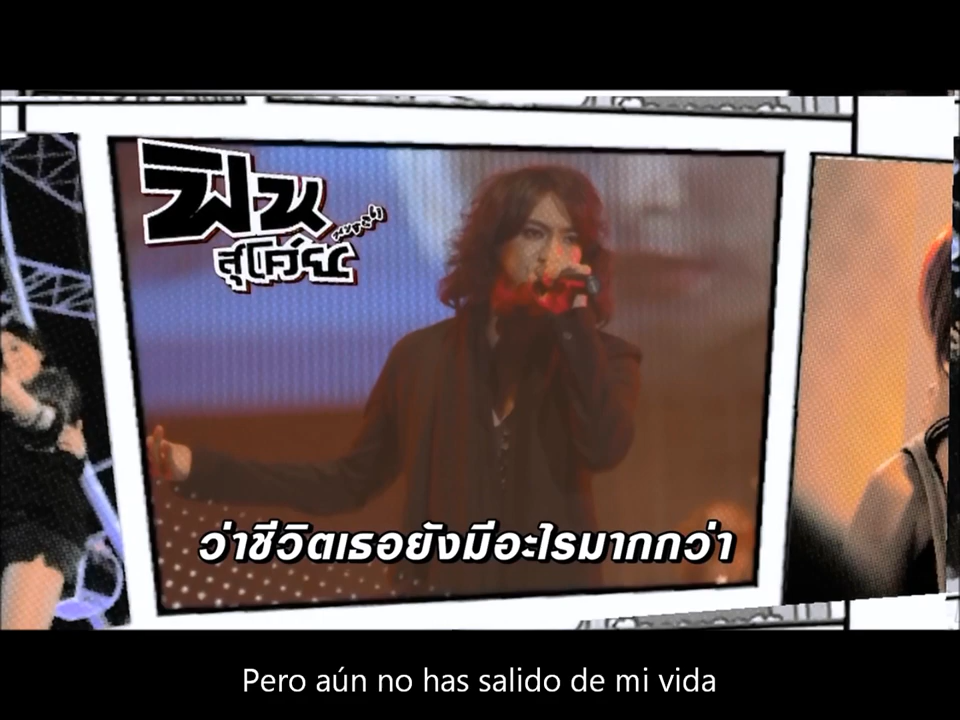 ฟิน
สุโค่ย
ว่าชีวิตเธอยังมีอะไรมากกว่า
Pero aún no has salido de mi vida